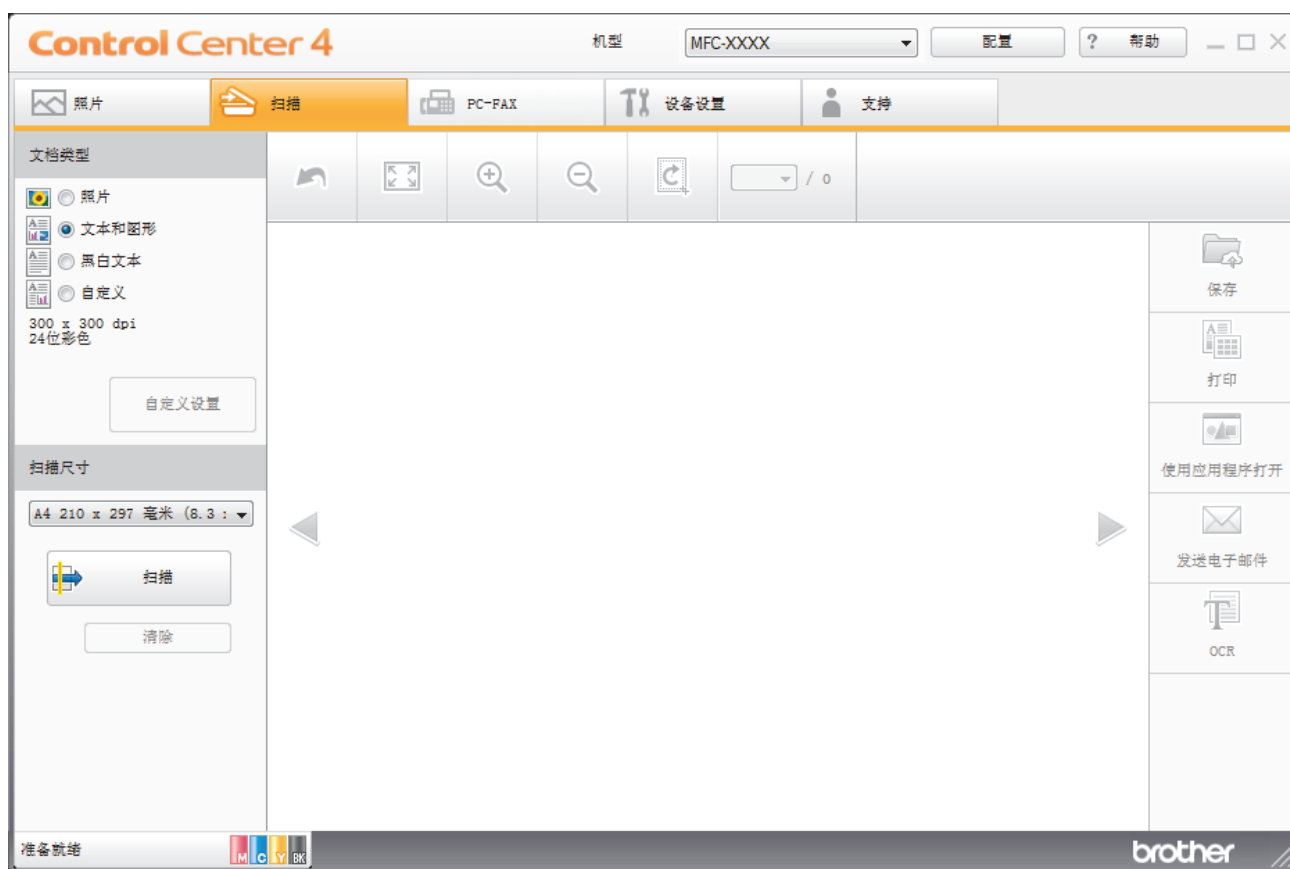 Control Center 4
机型
MFC-XXXX
配置
? 帮助
照片
扫描
PC-FAX
设备设置
支持
文档类型
照片
文本和图形
黑白文本
自定义
300 x 300 dpi
24位彩色
自定义设置
扫描尺寸
A4 210 x 297 毫米 (8.3 :
扫描
清除
/ 0
保存
打印
使用应用程序打开
发送电子邮件
OCR
准备就绪
M C Y BK
brother